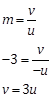 m = v/u
-3 = v/-u
v = 3u